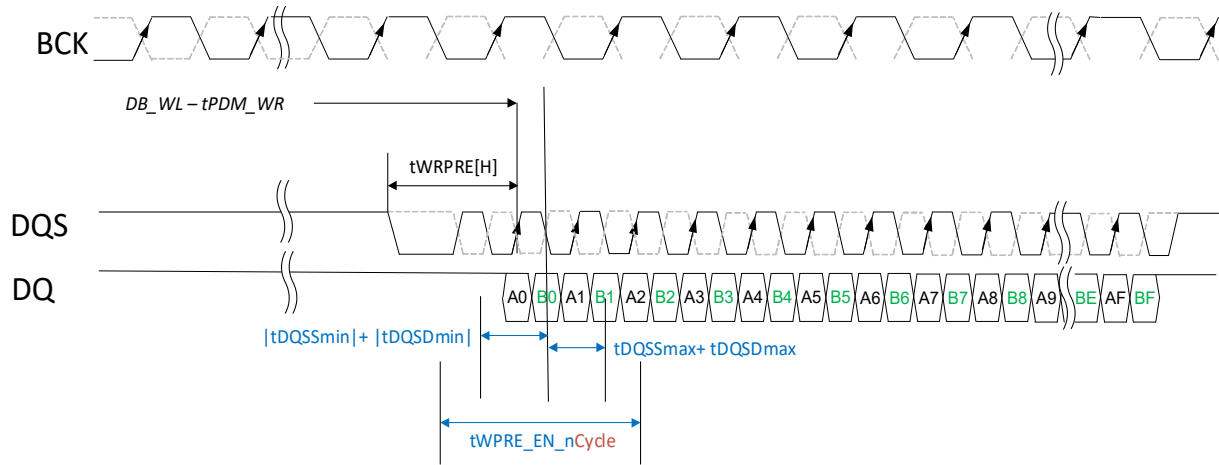 BCK
DB_WL – tPDM_WR
tWRPRE[H]
DQS
DQ
A0 B0 A1 B1 A2 B2 A3 B3 A4 B4 A5 B5 A6 B6 A7 B7 A8 B8 A9 BE AF BF
|tDQSSmin|+ |tDQSDmin|
tDQSSmax+ tDQSDmax
tWPRE_EN_nCycle